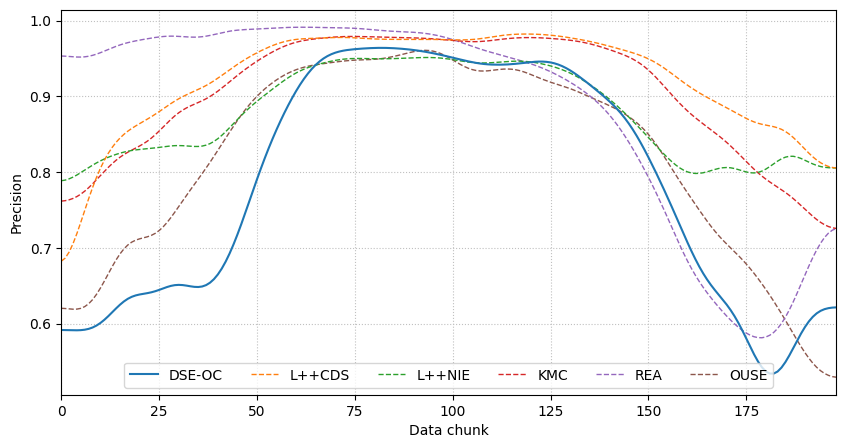 1.0
0.9
0.8
0.7
0.6
Precision
DSE-OC L++CDS L++NIE KMC REA OUSE
0 25 50 75 100 125 150 175
Data chunk